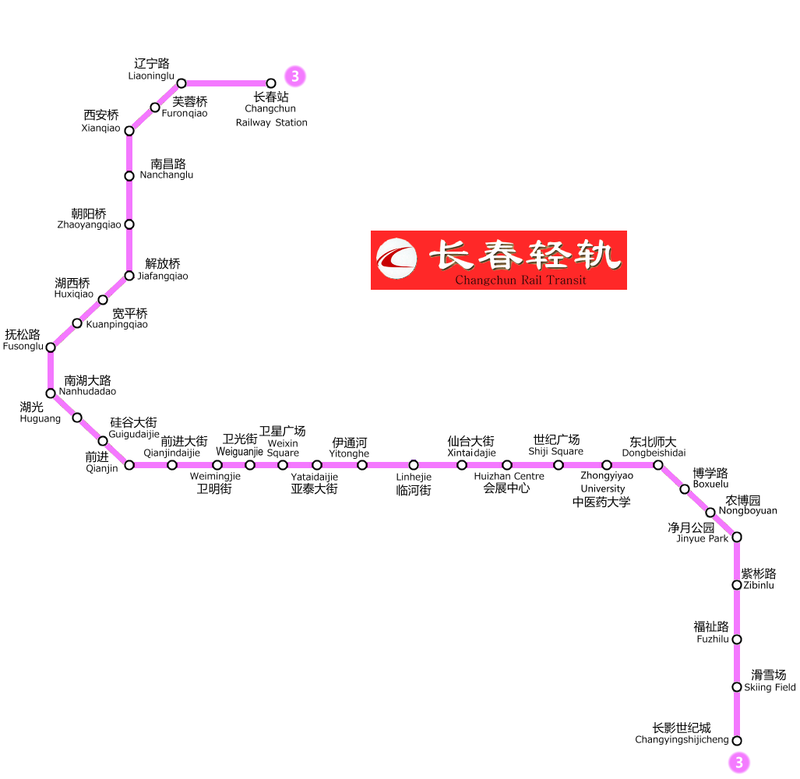 辽宁路
Liaoninglu
3
长春站
Changchun
Railway Station
芙蓉桥
Furonqiao
西安桥
Xianqiao
南昌路
Nanchanglu
朝阳桥
Zhaoyangqiao
长春轻轨
Changchun Rail Transit
解放桥
Jiafangqiao
湖西桥
Huxiqiao
宽平桥
Kuanpingqiao
抚松路
Fusonglu
南湖大路
Nanhudadao
湖光
Huguang
硅谷大街
Guigudaijie
前进
Qianjin
前进大街
Qianjindaijie
卫明街
Weimingjie
卫光街
Weiguanjie
卫星广场
Weixin
Square
亚泰大街
Yataidaijie
伊通河
Yitonghe
临河街
Linhejie
仙台大街
Xintaidajie
会展中心
Huizhan Centre
世纪广场
Shiji Square
Zhongyiyao
University
中医药大学
东北师大
Dongbeishidai
博学路
Boxuelu
农博园
Nongboyuan
净月公园
Jinyue Park
紫彬路
Zibinlu
福祉路
Fuzhilu
滑雪场
Skiing Field
长影世纪城
Changyingshijicheng
3